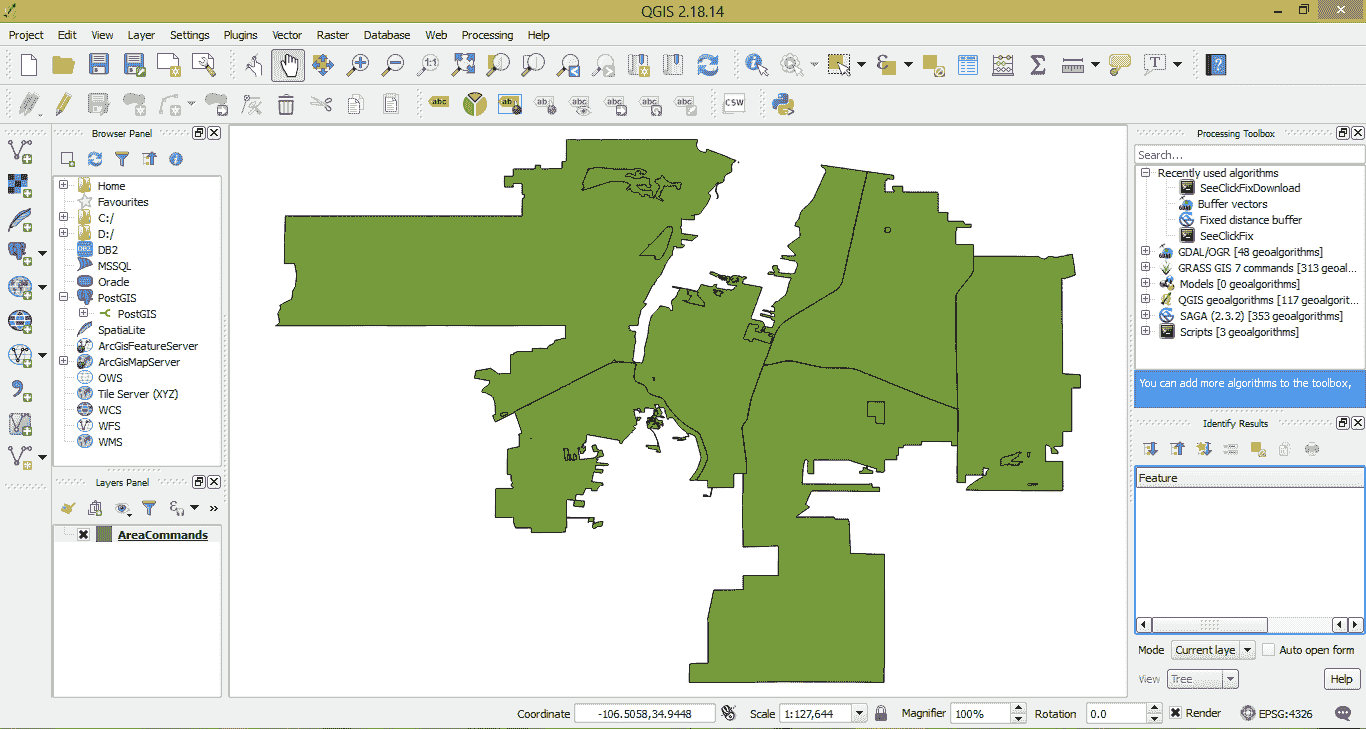 QGIS 2.18.14
Project Edit View Layer Settings Plugins Vector Raster Database Web Processing Help
1:1
T
?
abc abc abc abc abc abc abc CSW
Browser Panel
Home
Favourites
C:/
D:/
DB2
DB2
MSSQL
Oracle
PostGIS
PostGIS
SpatiaLite
ArcGisFeatureServer
ArcGisMapServer
OWS
Tile Server (XYZ)
WCS
WFS
WMS
Layers Panel
»
AreaCommands
Processing Toolbox
Search...
Recently used algorithms
SeeClickFixDownload
Buffer vectors
Fixed distance buffer
SeeClickFix
GDAL/OGR [48 geoalgorithms]
GRASS GIS 7 commands [313 geoal...
Models [0 geoalgorithms]
QGIS geoalgorithms [117 geoalgorit...
SAGA (2.3.2) [353 geoalgorithms]
Scripts [3 geoalgorithms]
You can add more algorithms to the toolbox,
Identify Results
Feature
Mode Current laye Auto open form
View Tree Help
Coordinate -106.5058,34.9448 Scale 1:127,644 Magnifier 100% Rotation 0.0 Render EPSG:4326